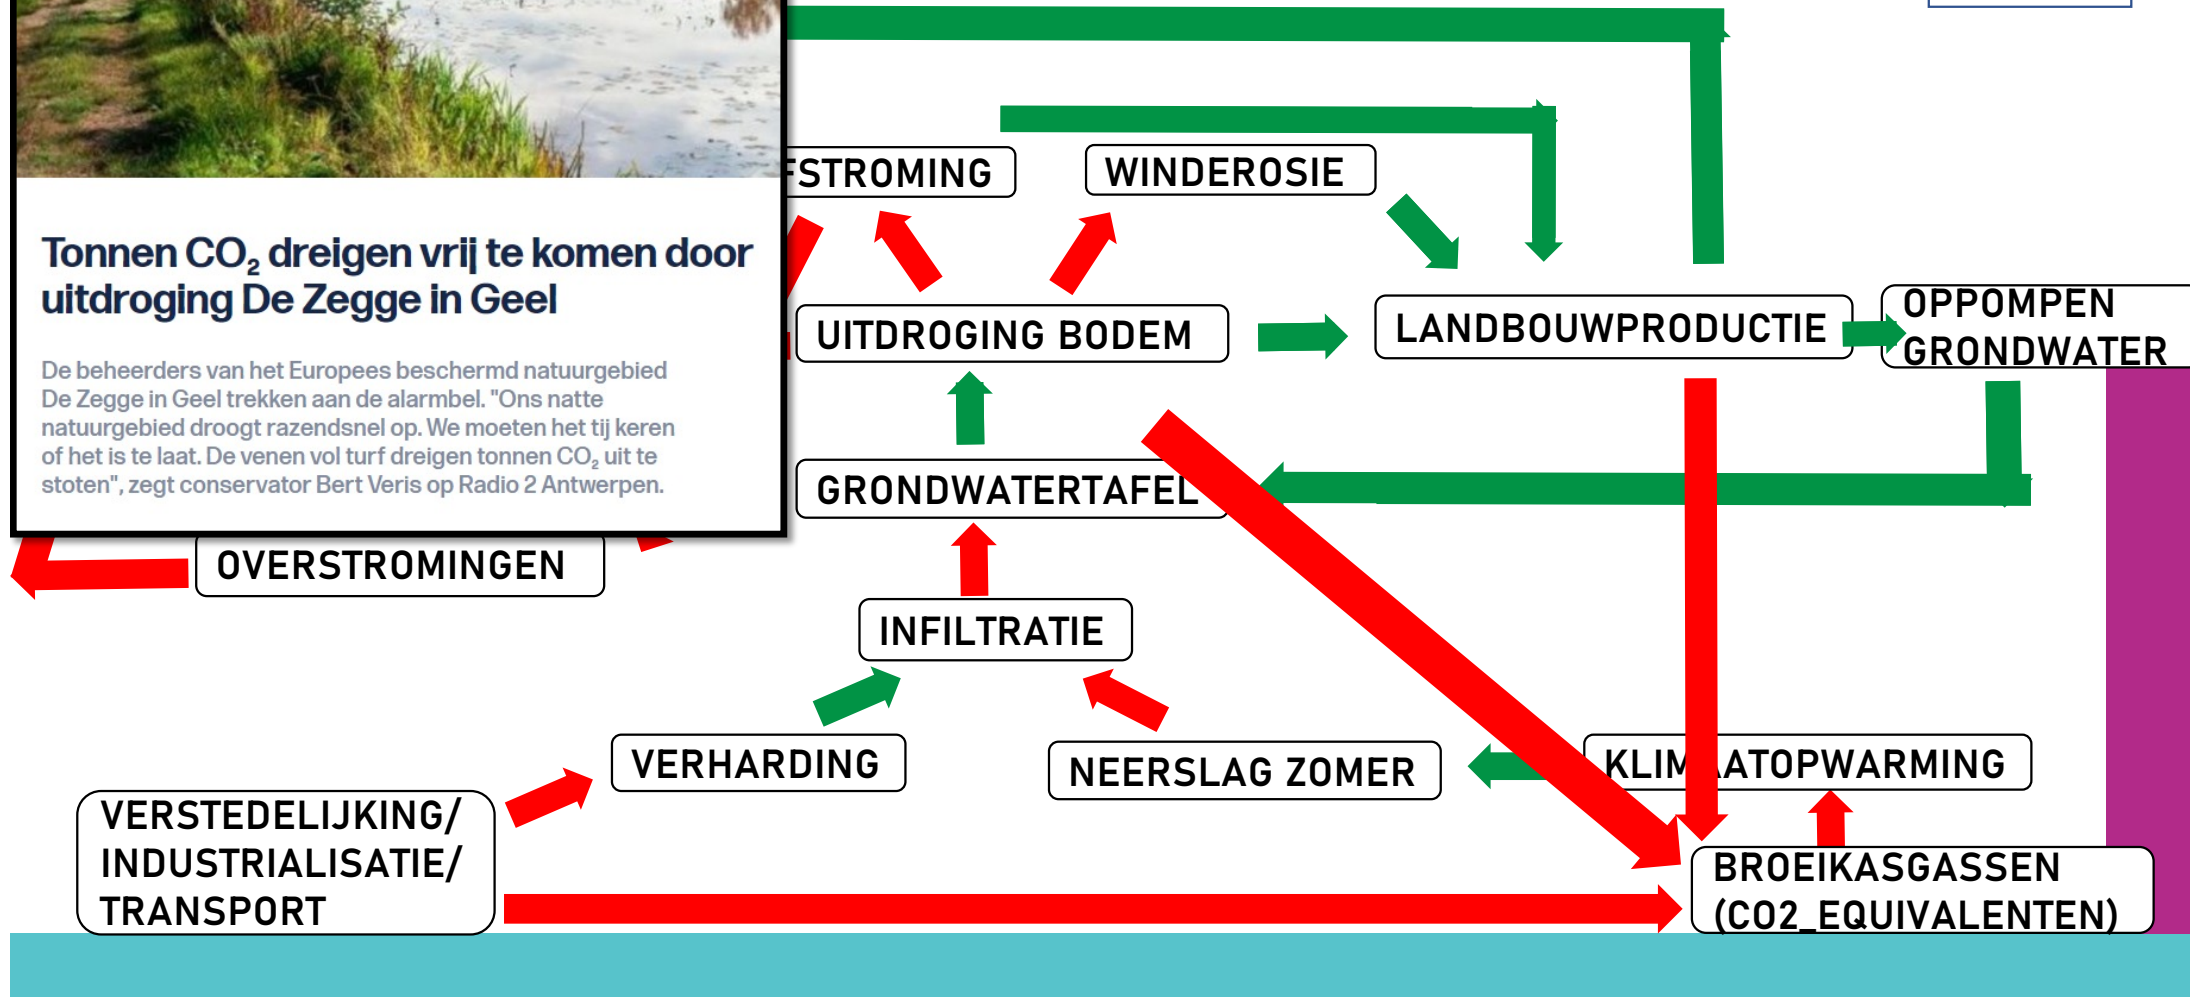 FSTROMING
WINDEROSIE
Tonnen CO₂ dreigen vrij te komen door
uitdroging De Zegge in Geel
De beheerders van het Europees beschermd natuurgebied
De Zegge in Geel trekken aan de alarmbel. "Ons natte
natuurgebied droogt razendsnel op. We moeten het tij keren
of het is te laat. De venen vol turf dreigen tonnen CO₂ uit te
stoten", zegt conservator Bert Veris op Radio 2 Antwerpen.
UITDROGING BODEM
LANDBOUWPRODUCTIE
OPPOMPEN
GRONDWATER
GRONDWATERTAFEL
OVERSTROMINGEN
INFILTRATIE
VERHARDING
NEERSLAG ZOMER
KLIMAATOPWARMING
VERSTEDELIJKING/
INDUSTRIALISATIE/
TRANSPORT
BROEIKASGASSEN
(CO2_EQUIVALENTEN)